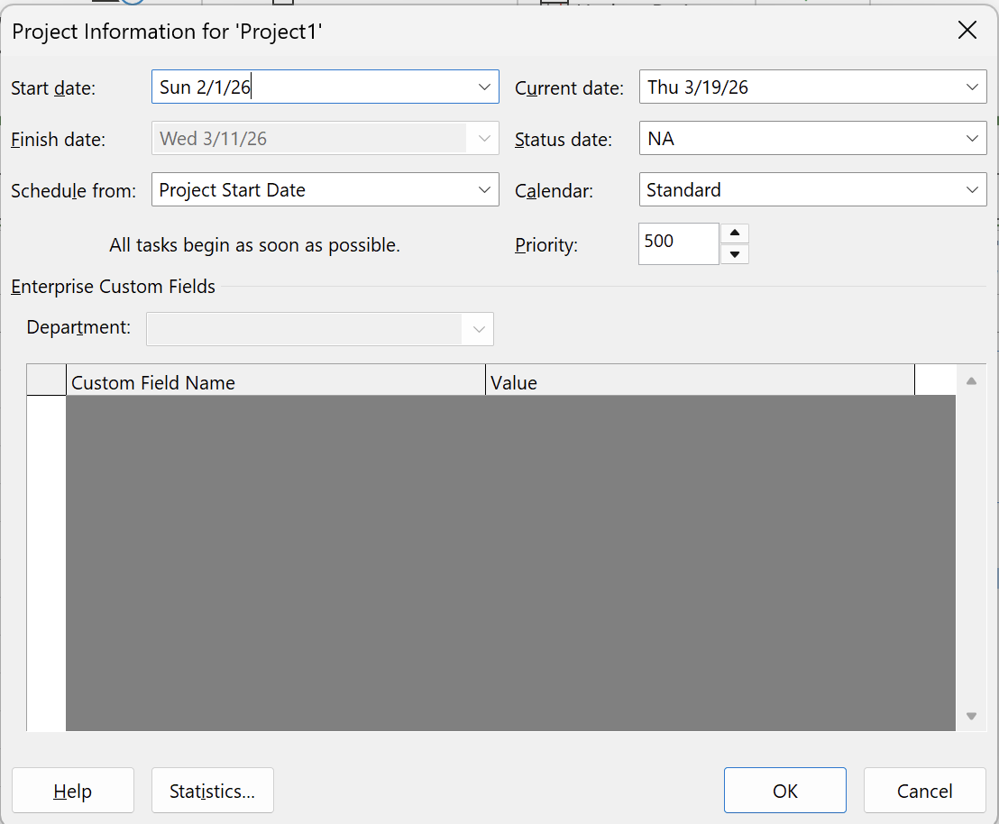 Project Information for 'Project1'
Start date: Sun 2/1/26 Current date: Thu 3/19/26
Finish date: Wed 3/11/26 Status date: NA
Schedule from: Project Start Date Calendar: Standard
All tasks begin as soon as possible. Priority: 500
Enterprise Custom Fields
Department:
Custom Field Name Value
Help Statistics... OK Cancel